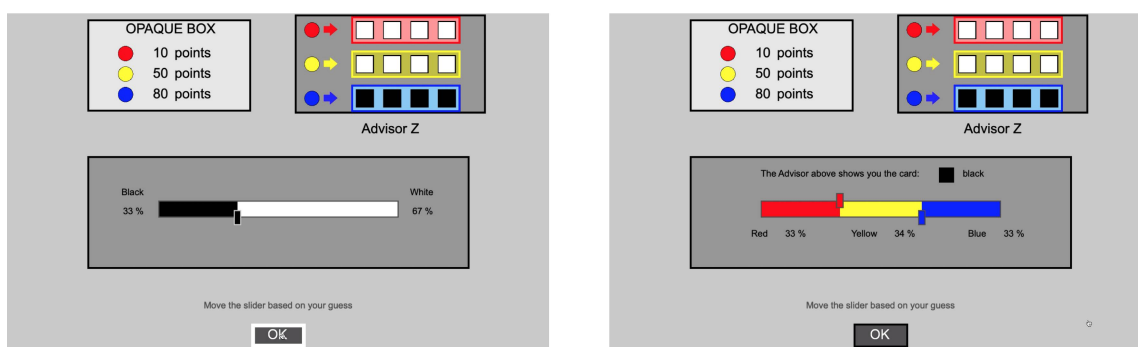 OPAQUE BOX
10 points
50 points
80 points
Advisor Z
Black White
33 % 67 %
Move the slider based on your guess
OK
OPAQUE BOX
10 points
50 points
80 points
Advisor Z
The Advisor above shows you the card: black
Red 33 % Yellow 34 % Blue 33 %
Move the slider based on your guess
OK